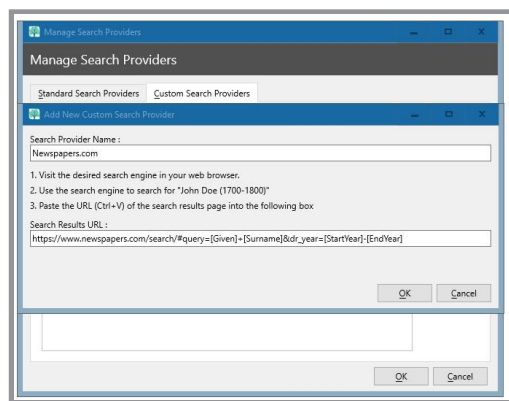 Manage Search Providers
Manage Search Providers
Standard Search Providers Custom Search Providers
Add New Custom Search Provider
Search Provider Name :
Newspapers.com
1. Visit the desired search engine in your web browser.
2. Use the search engine to search for "John Doe (1700-1800)"
3. Paste the URL (Ctrl+V) of the search results page into the following box
Search Results URL :
https://www.newspapers.com/search/#query=[Given]+[Surname]&dr_year=[StartYear]-[EndYear]
OK Cancel
OK Cancel